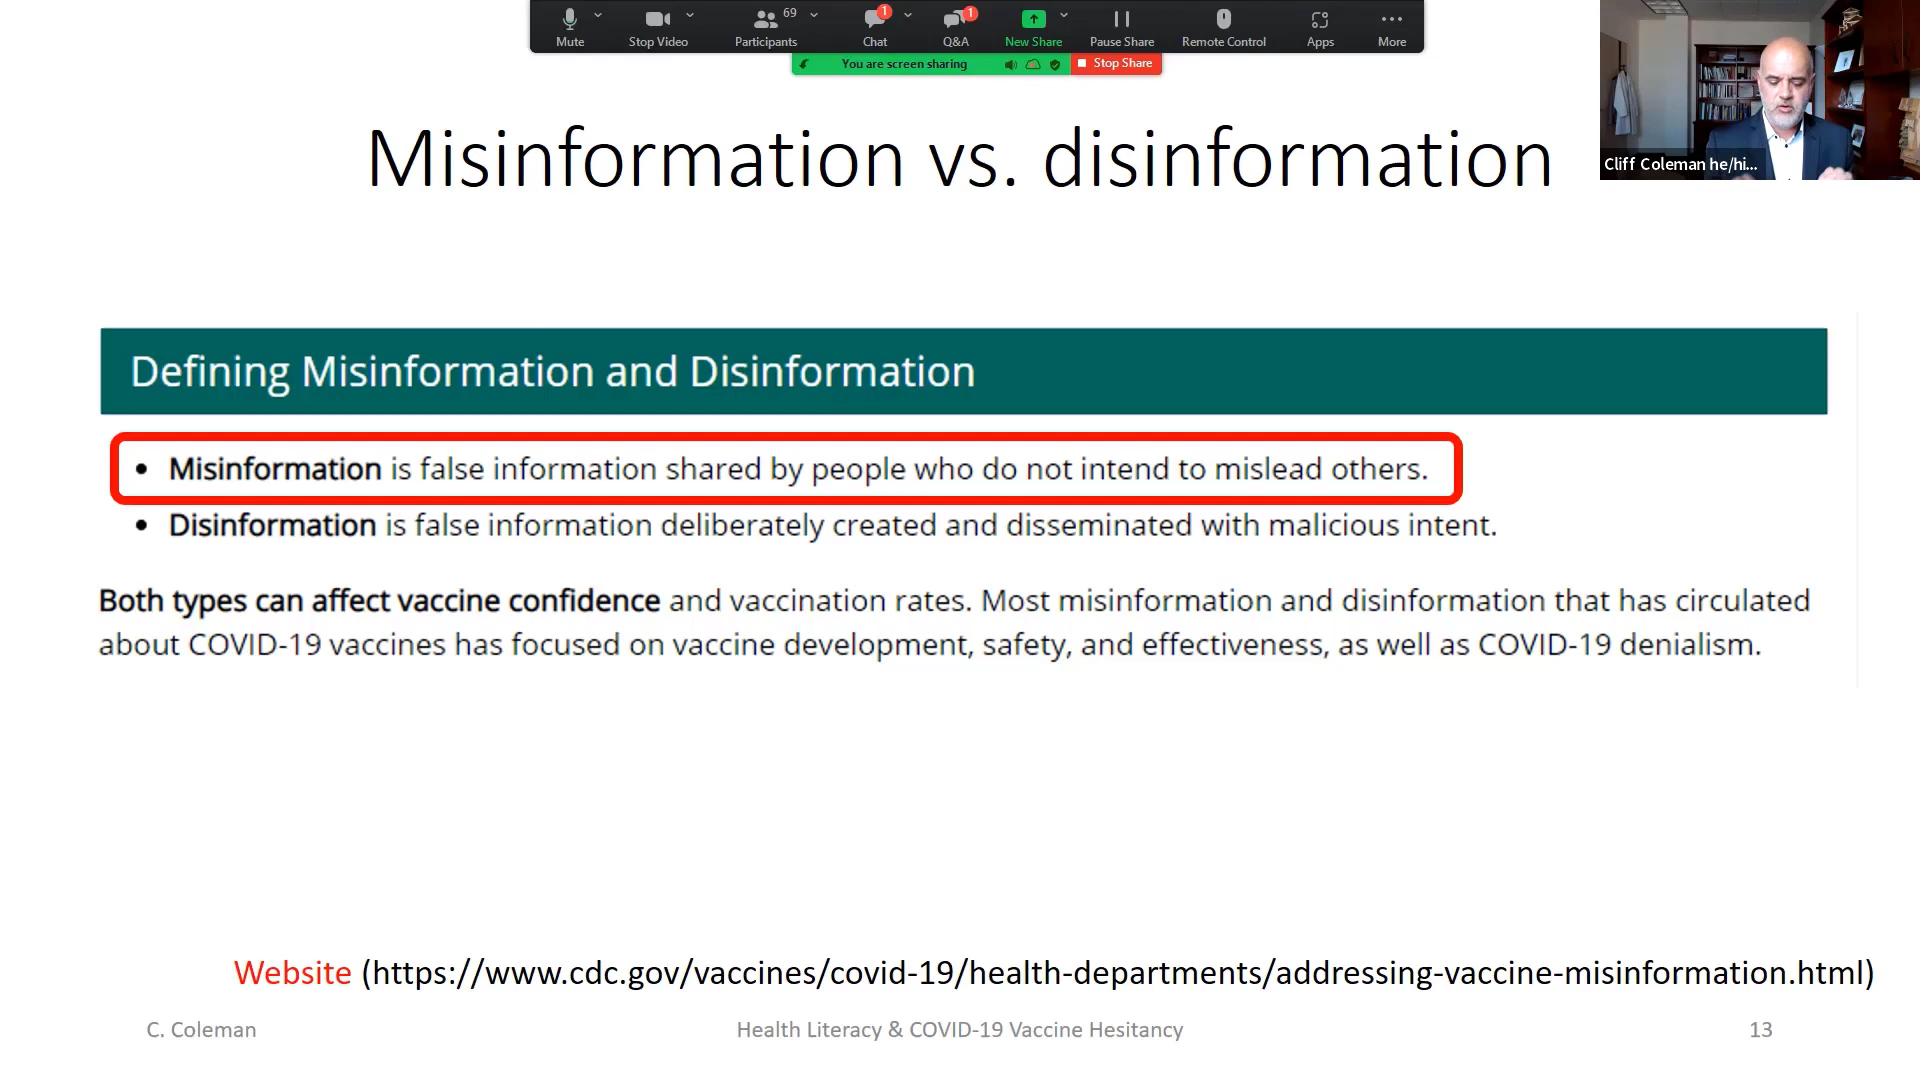 69
1
1
Mute
Stop Video
Participants
Chat
Q&A
New Share
Pause Share
Remote Control
Apps
More
You are screen sharing
Stop Share
Cliff Coleman he/hi...
Misinformation vs. disinformation
Defining Misinformation and Disinformation
• Misinformation is false information shared by people who do not intend to mislead others.
• Disinformation is false information deliberately created and disseminated with malicious intent.
Both types can affect vaccine confidence and vaccination rates. Most misinformation and disinformation that has circulated
about COVID-19 vaccines has focused on vaccine development, safety, and effectiveness, as well as COVID-19 denialism.
Website (https://www.cdc.gov/vaccines/covid-19/health-departments/addressing-vaccine-misinformation.html)
C. Coleman
Health Literacy & COVID-19 Vaccine Hesitancy
13